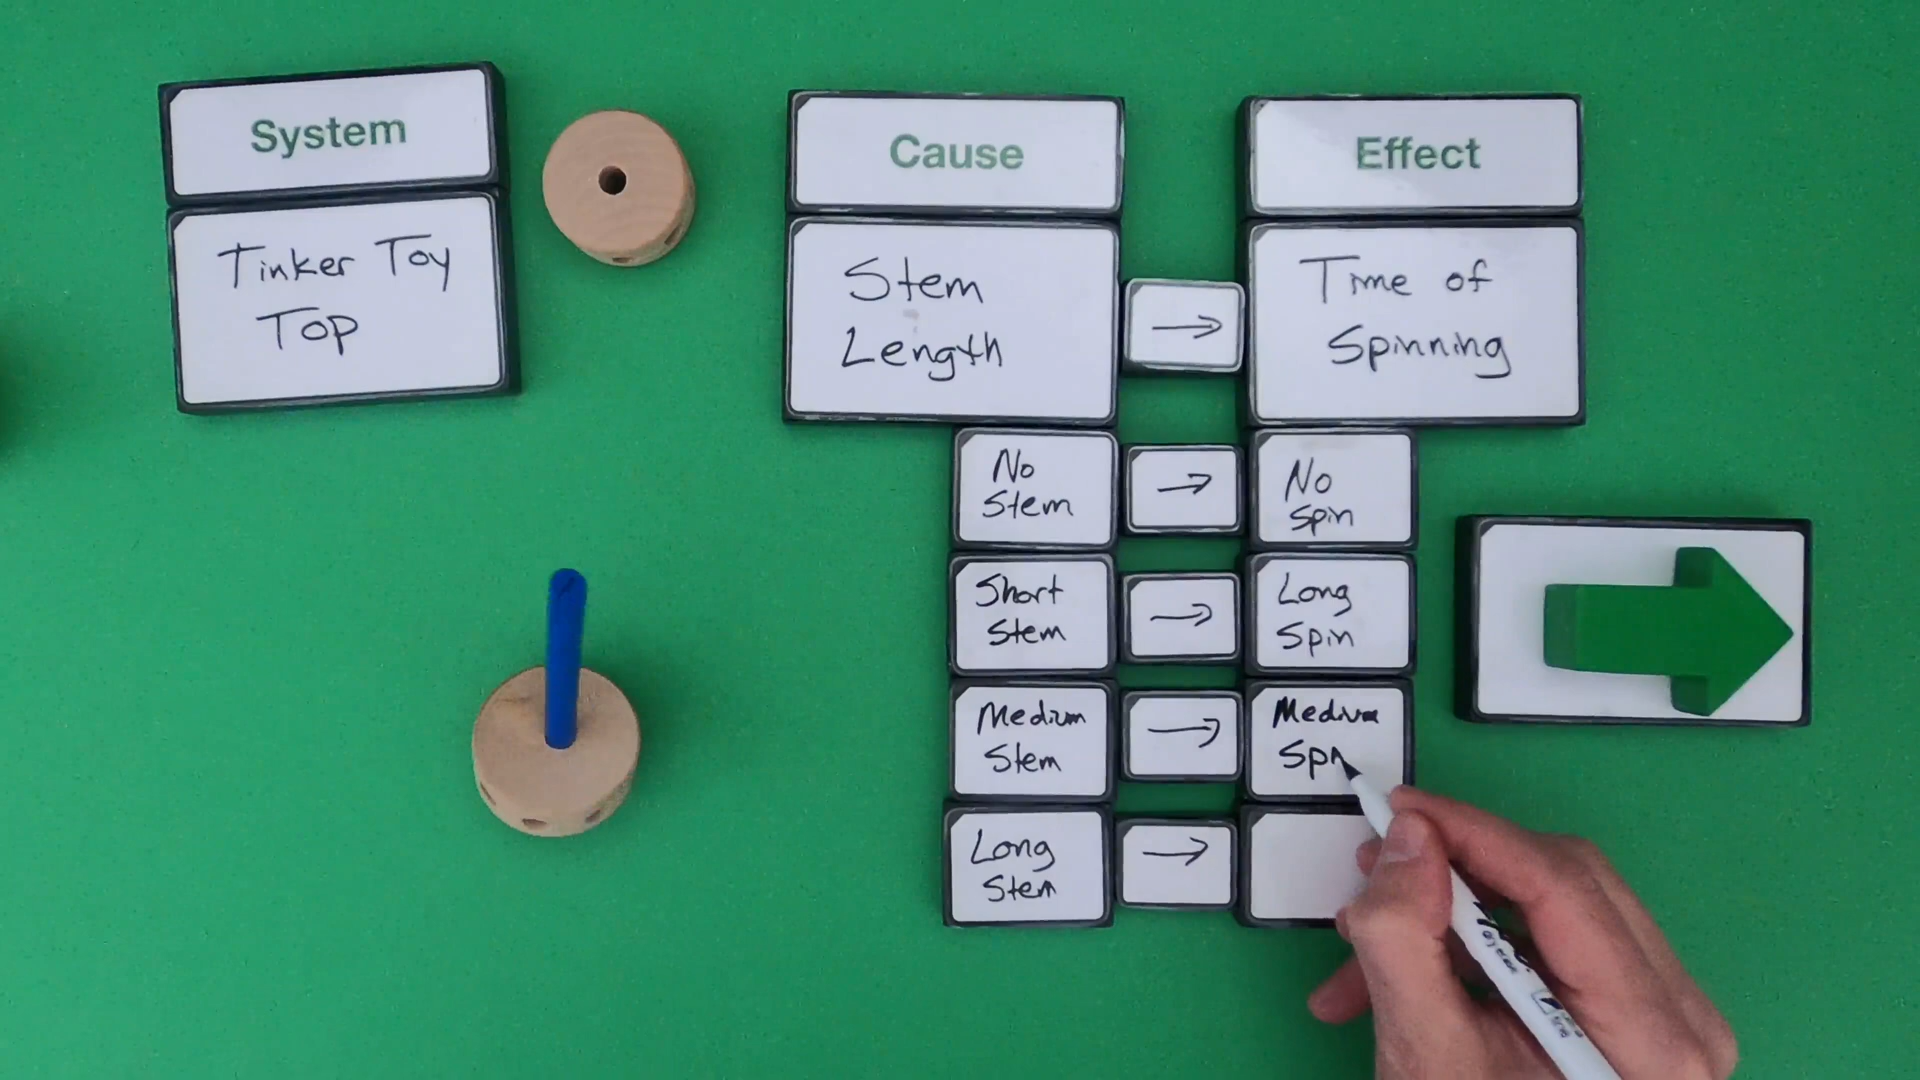 System
Tinker Toy
Top
Cause
Stem
Length
→
Effect
Time of
Spinning
No
Stem
→
No
Spin
Short
Stem
→
Long
Spin
Medium
Stem
→
Medium
Spi
Long
Stem
→